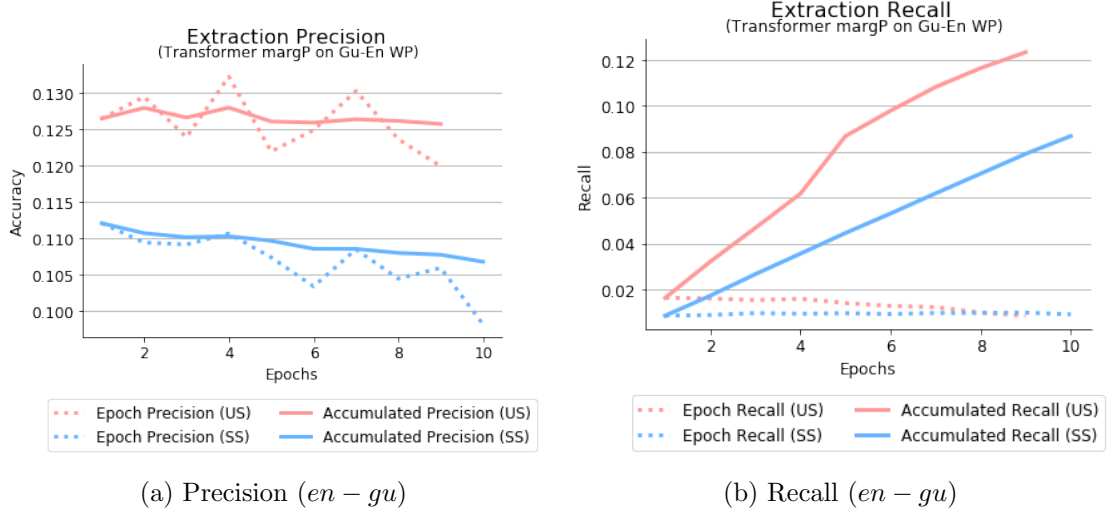 Extraction Precision
(Transformer margP on Gu-En WP)
0.130
0.125
0.120
0.115
0.110
0.105
0.100
Accuracy
2 4 6 8 10
Epochs
Epoch Precision (US) Accumulated Precision (US)
Epoch Precision (SS) Accumulated Precision (SS)
(a) Precision (en − gu)
Extraction Recall
(Transformer margP on Gu-En WP)
0.12
0.10
0.08
0.06
0.04
0.02
Recall
2 4 6 8 10
Epochs
Epoch Recall (US) Accumulated Recall (US)
Epoch Recall (SS) Accumulated Recall (SS)
(b) Recall (en − gu)